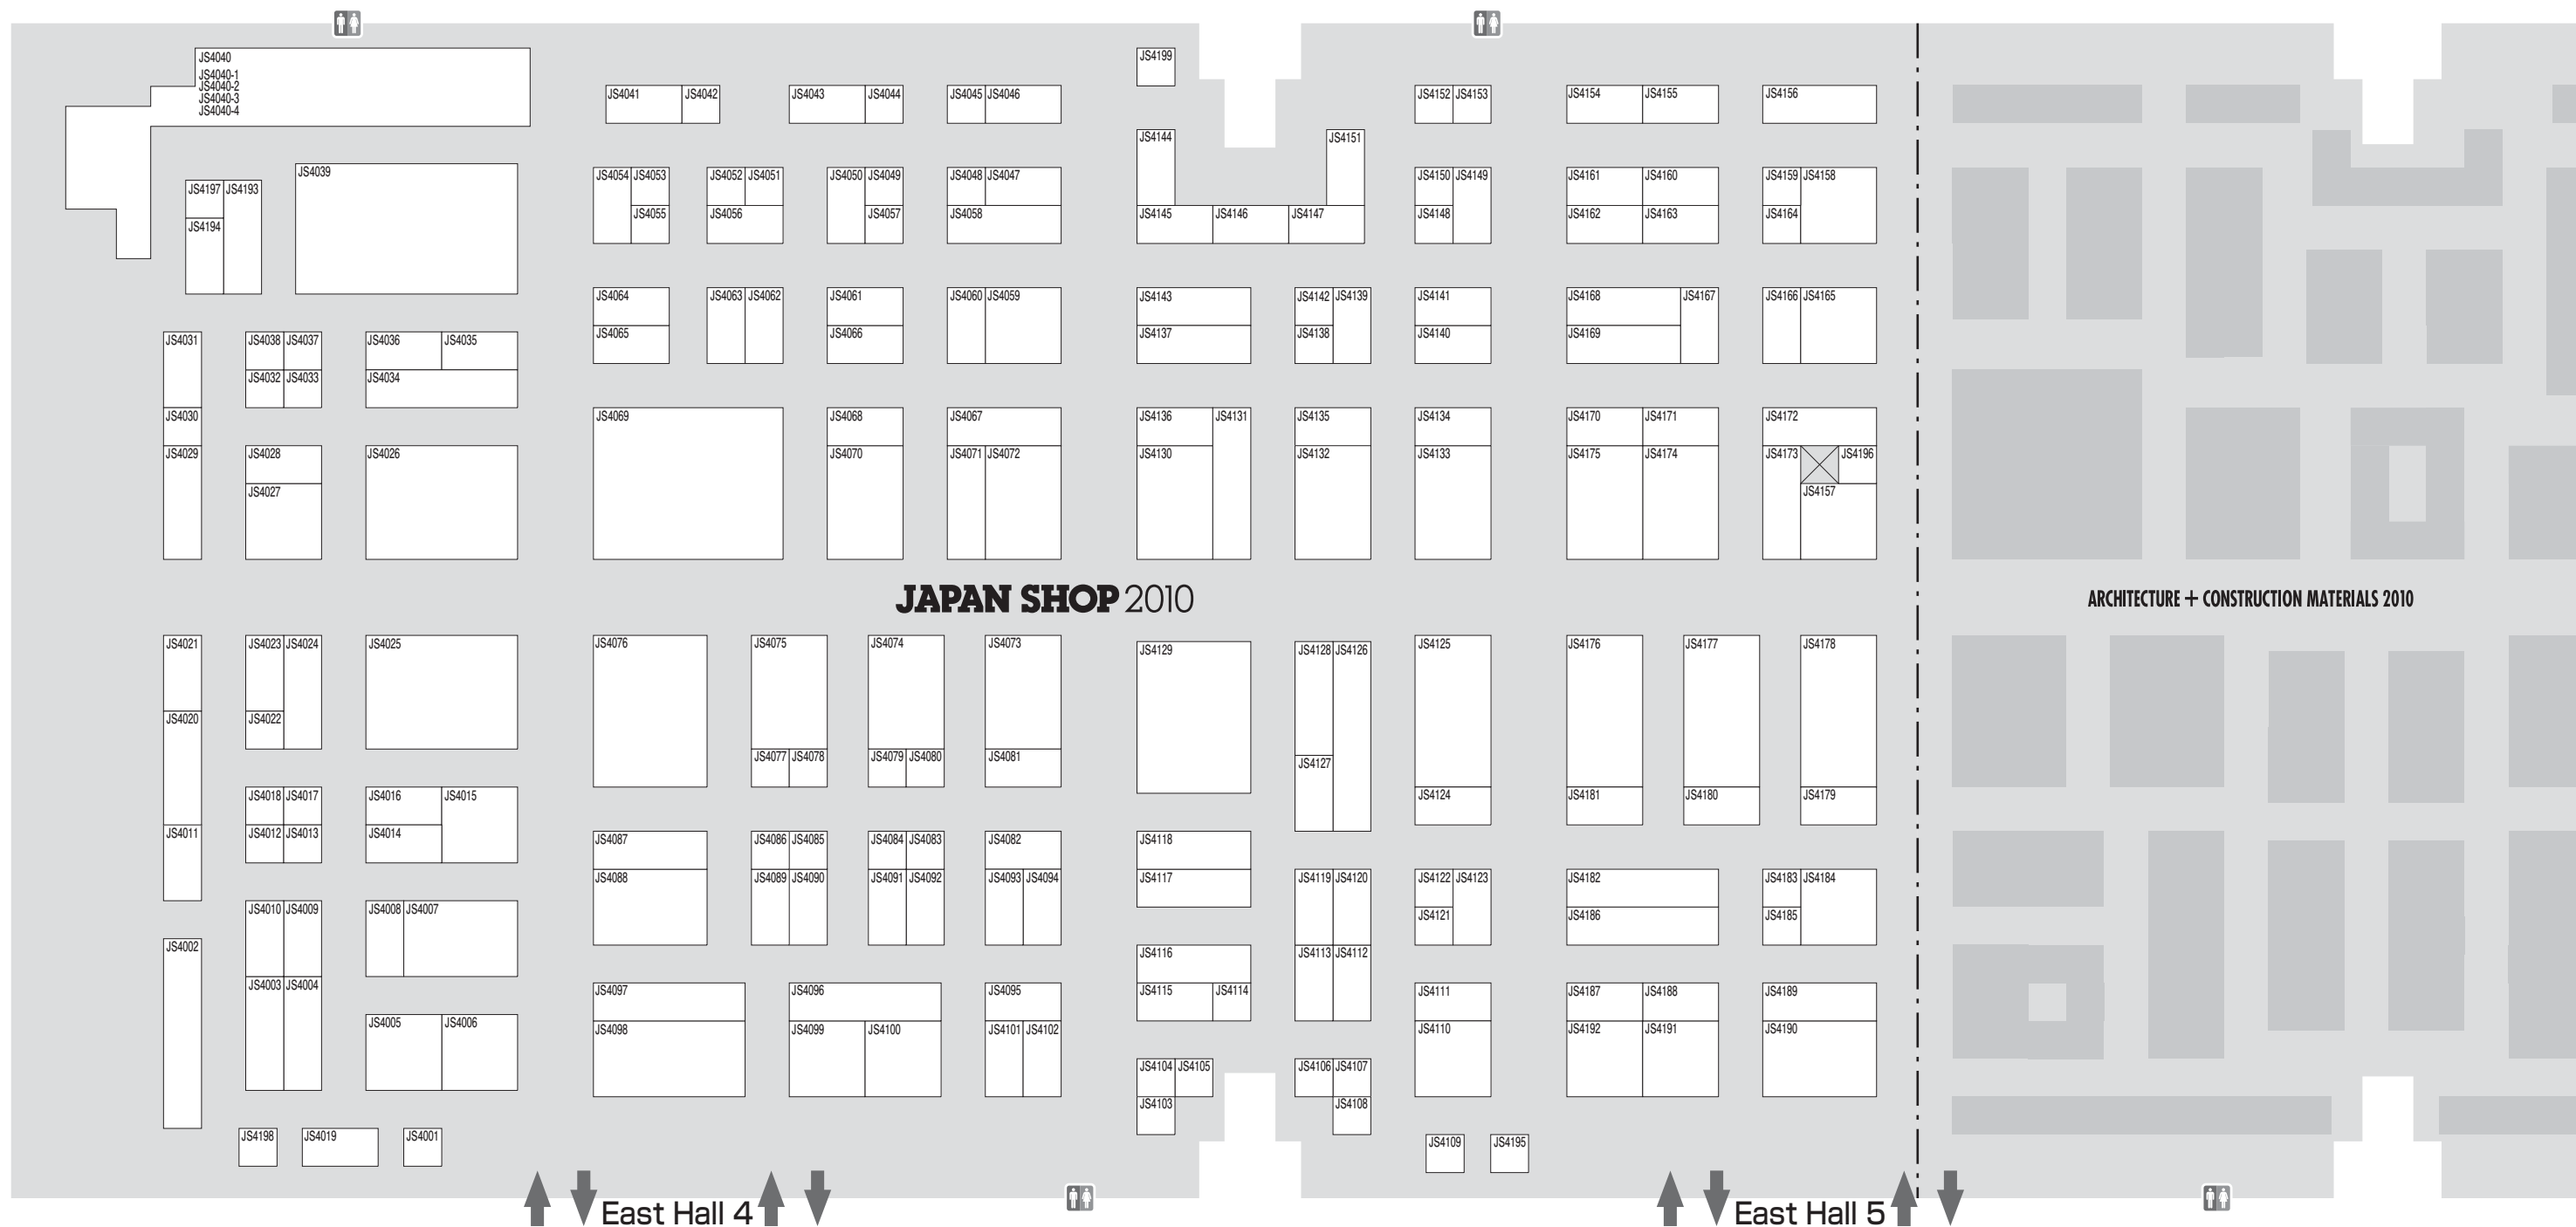 JS4040
JS4040-1
JS4040-2
JS4040-3
JS4040-4
JS4199
JS4041 JS4042 JS4043 JS4044 JS4045 JS4046 JS4152 JS4153 JS4154 JS4155 JS4156
JS4144 JS4151
JS4197 JS4193 JS4039 JS4054 JS4053 JS4052 JS4051 JS4050 JS4049 JS4048 JS4047 JS4150 JS4149 JS4161 JS4160 JS4159 JS4158
JS4194 JS4055 JS4056 JS4057 JS4058 JS4145 JS4146 JS4147 JS4148 JS4162 JS4163 JS4164
JS4064 JS4063 JS4062 JS4061 JS4060 JS4059 JS4143 JS4142 JS4139 JS4141 JS4168 JS4167 JS4166 JS4165
JS4031 JS4038 JS4037 JS4036 JS4035 JS4065 JS4066 JS4137 JS4138 JS4140 JS4169
JS4032 JS4033 JS4034
JS4030 JS4069 JS4068 JS4067 JS4136 JS4131 JS4135 JS4134 JS4170 JS4171 JS4172
JS4029 JS4028 JS4026 JS4070 JS4071 JS4072 JS4130 JS4132 JS4133 JS4175 JS4174 JS4173 JS4196
JS4027 JS4157
JAPAN SHOP 2010
ARCHITECTURE + CONSTRUCTION MATERIALS 2010
JS4021 JS4023 JS4024 JS4025 JS4076 JS4075 JS4074 JS4073 JS4129 JS4128 JS4126 JS4125 JS4176 JS4177 JS4178
JS4020 JS4022
JS4077 JS4078 JS4079 JS4080 JS4081 JS4127
JS4018 JS4017 JS4016 JS4015 JS4124 JS4181 JS4180 JS4179
JS4011 JS4012 JS4013 JS4014 JS4087 JS4086 JS4085 JS4084 JS4083 JS4082 JS4118
JS4088 JS4089 JS4090 JS4091 JS4092 JS4093 JS4094 JS4117 JS4119 JS4120 JS4122 JS4123 JS4182 JS4183 JS4184
JS4010 JS4009 JS4008 JS4007 JS4121 JS4186 JS4185
JS4002 JS4116 JS4113 JS4112
JS4003 JS4004 JS4097 JS4096 JS4095 JS4115 JS4114 JS4111 JS4187 JS4188 JS4189
JS4005 JS4006 JS4098 JS4099 JS4100 JS4101 JS4102 JS4110 JS4192 JS4191 JS4190
JS4104 JS4105 JS4106 JS4107
JS4103 JS4108
JS4198 JS4019 JS4001 JS4109 JS4195
East Hall 4
East Hall 5